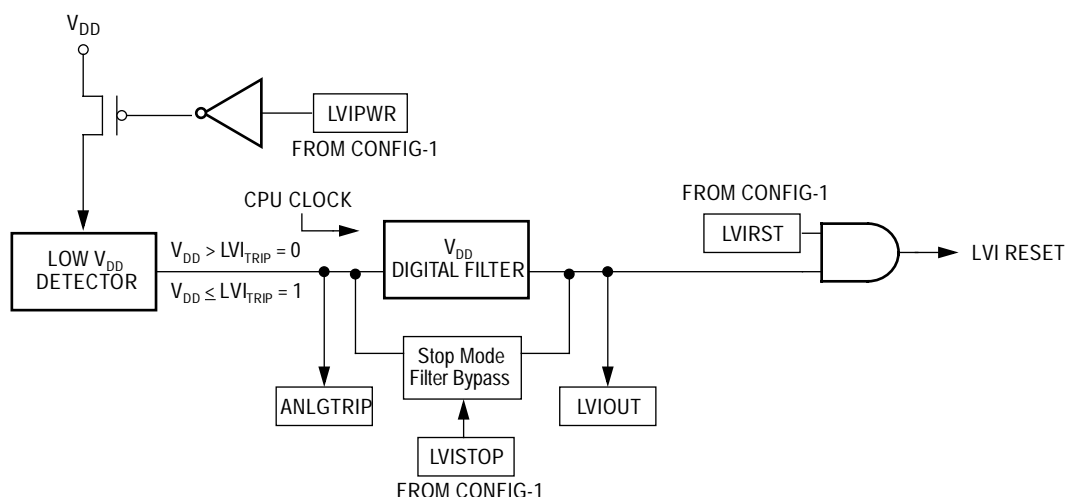 VDD
LVIPWR
FROM CONFIG-1
FROM CONFIG-1
CPU CLOCK
LVIRST
LOW VDD
DETECTOR
VDD > LVITRIP = 0
VDD ≤ LVITRIP = 1
VDD
DIGITAL FILTER
LVI RESET
Stop Mode
Filter Bypass
ANLGTRIP
LVIOUT
LVISTOP
FROM CONFIG-1